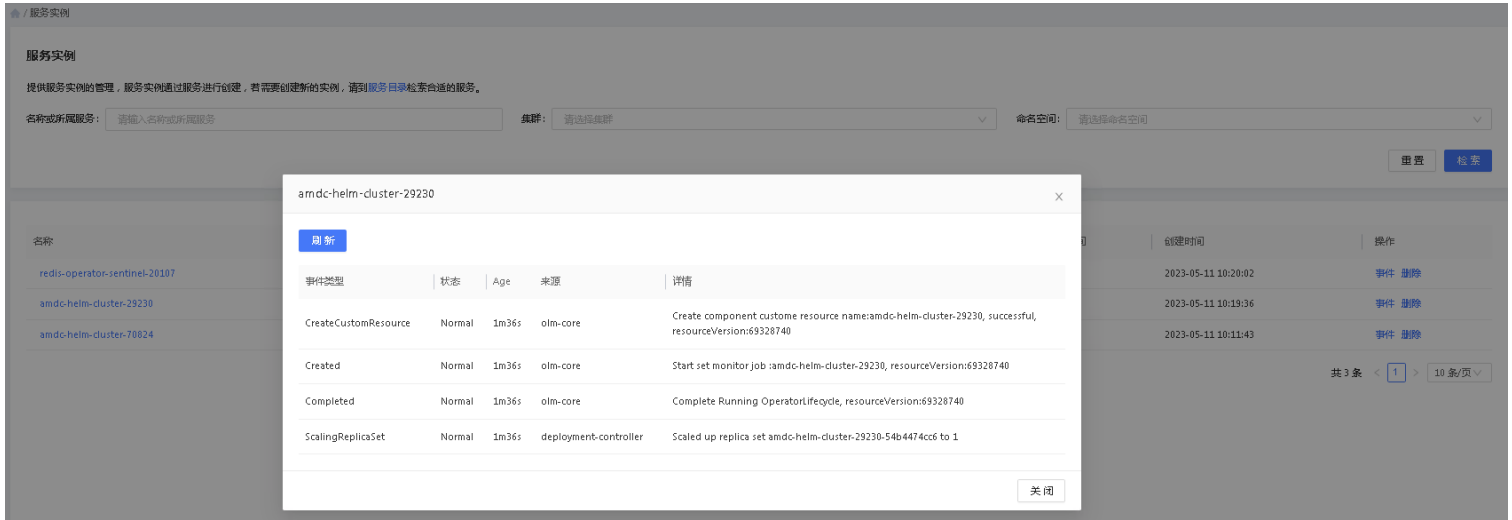 / 服务实例
服务实例
提供服务实例的管理，服务实例通过服务进行创建，若需要创建新的实例，请到服务目录检索合适的服务。
名称或所属服务： 请输入名称或所属服务 集群： 请选择集群 命名空间： 请选择命名空间
重置 检索
amdc-helm-cluster-29230
刷新
名称 间 创建时间 操作
redis-operator-sentinel-20107 2023-05-11 10:20:02 事件 删除
事件类型 状态 Age 来源 详情
amdc-helm-cluster-29230 2023-05-11 10:19:36 事件 删除
CreateCustomResource Normal 1m36s olm-core Create component custome resource name:amdc-helm-cluster-29230, successful,
resourceVersion:69328740
amdc-helm-cluster-70824 2023-05-11 10:11:43 事件 删除
Created Normal 1m36s olm-core Start set monitor job :amdc-helm-cluster-29230, resourceVersion:69328740
共 3 条 < 1 > 10 条/页
Completed Normal 1m36s olm-core Complete Running OperatorLifecycle, resourceVersion:69328740
ScalingReplicaSet Normal 1m36s deployment-controller Scaled up replica set amdc-helm-cluster-29230-54b4474cc6 to 1
关闭